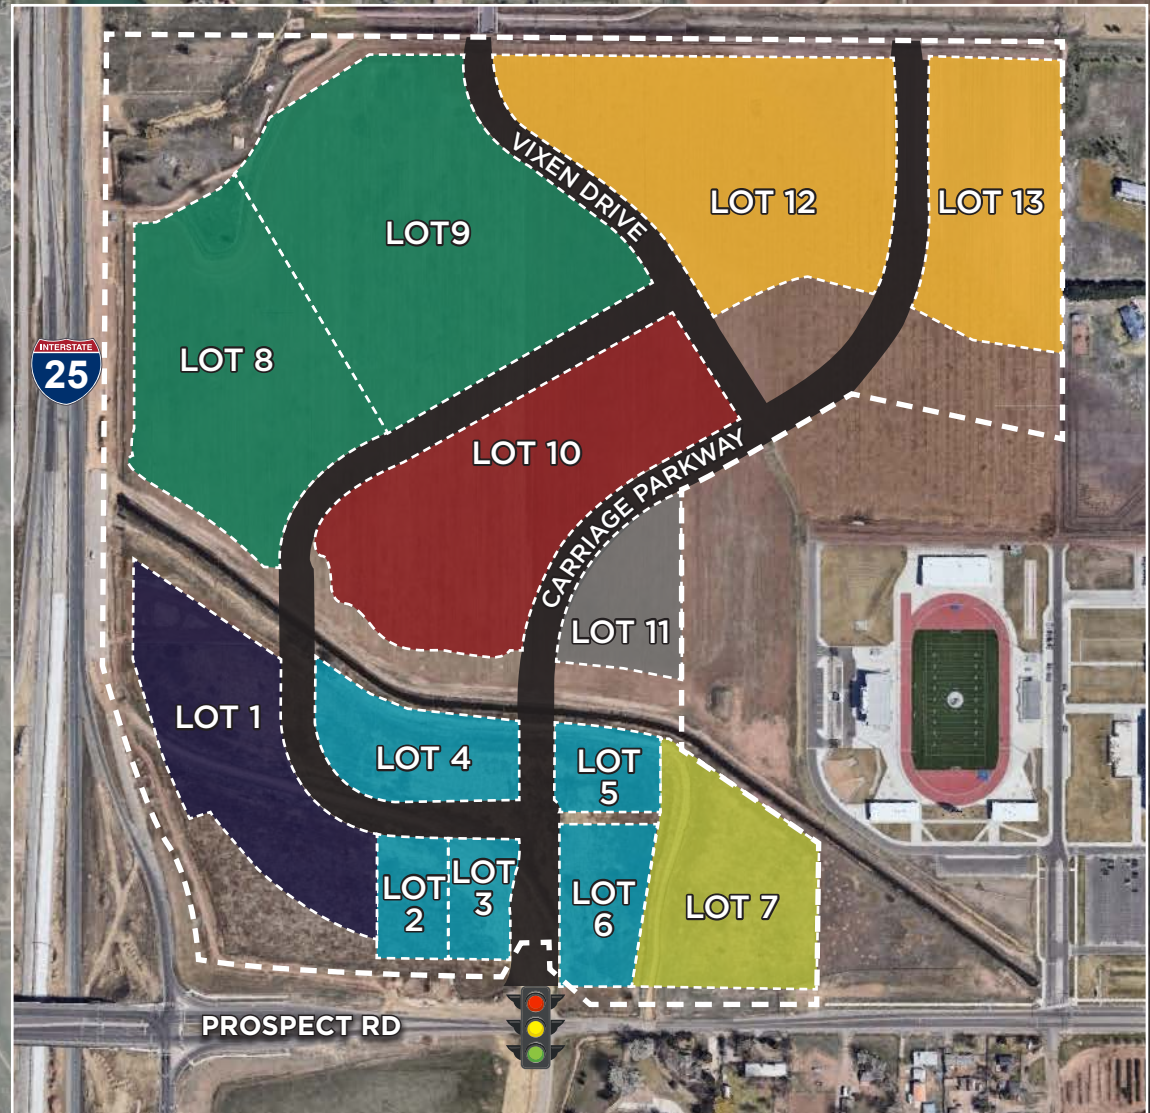 VIXEN DRIVE
LOT 12
LOT 13
LOT9
INTERSTATE
25
LOT 8
LOT 10
CARRIAGE PARKWAY
LOT 11
LOT 1
LOT 4
LOT
5
LOT
2
LOT
3
LOT
6
LOT 7
PROSPECT RD